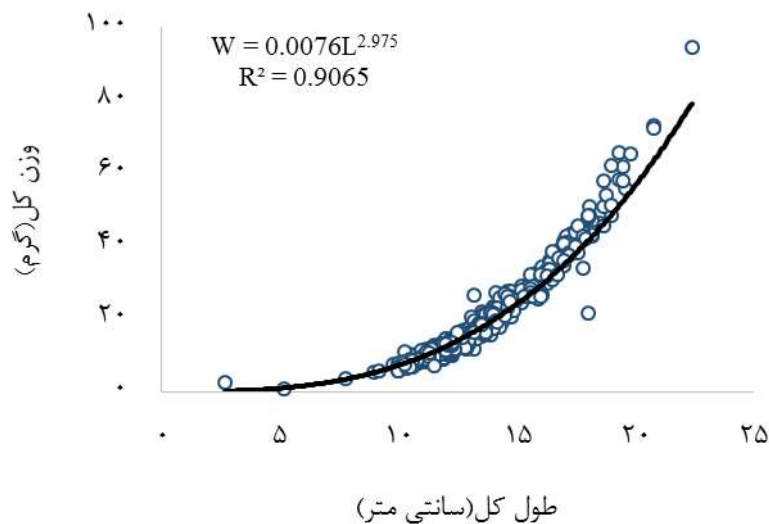 W = 0.0076L^2.975
R² = 0.9065
۱۰۰
۸۰
۶۰
۴۰
۲۰
۰
وزن کل(گرم)
۰ ۵ ۱۰ ۱۵ ۲۰ ۲۵
طول کل(سانتی متر)